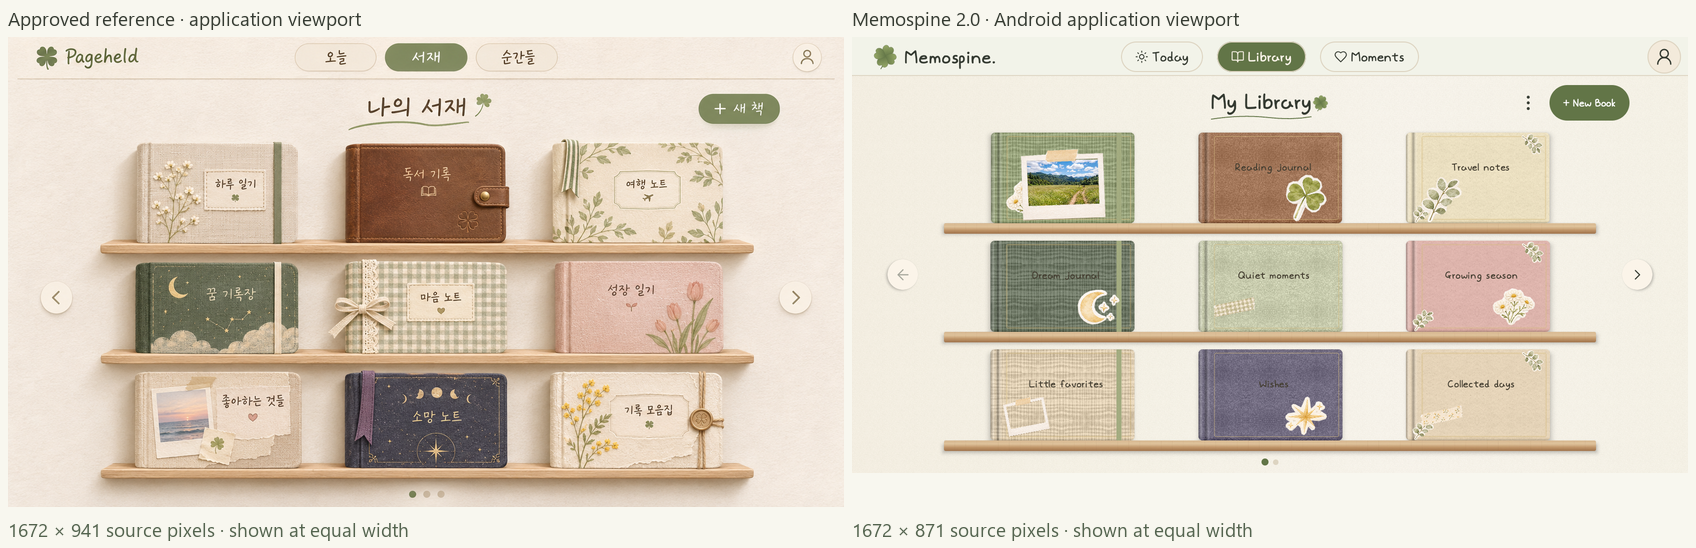 Approved reference · application viewport
Pageheld
오늘
서재
순간들
나의 서재
+ 새 책
하루 일기
독서 기록
여행 노트
꿈 기록장
마음 노트
성장 일기
좋아하는 것들
소망 노트
기록 모음집
1672 × 941 source pixels · shown at equal width
Memospine 2.0 · Android application viewport
Memospine.
Today
Library
Moments
My Library
+ New Book
Reading journal
Travel notes
Dream journal
Quiet moments
Growing season
Little favorites
Wishes
Collected days
1672 × 871 source pixels · shown at equal width